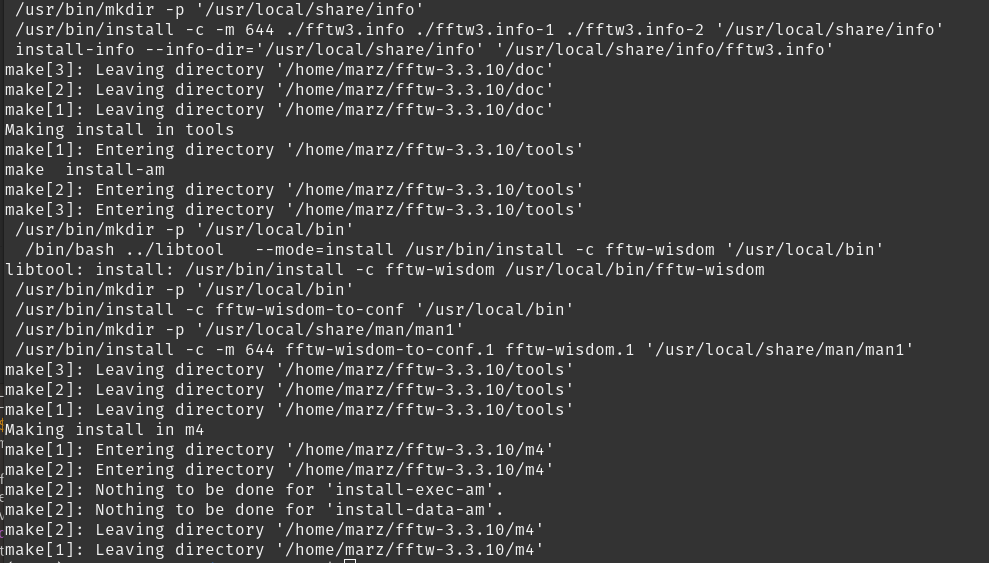 /usr/bin/mkdir -p '/usr/local/share/info'
/usr/bin/install -c -m 644 ./fftw3.info ./fftw3.info-1 ./fftw3.info-2 '/usr/local/share/info'
install-info --info-dir='/usr/local/share/info' '/usr/local/share/info/fftw3.info'
make[3]: Leaving directory '/home/marz/fftw-3.3.10/doc'
make[2]: Leaving directory '/home/marz/fftw-3.3.10/doc'
make[1]: Leaving directory '/home/marz/fftw-3.3.10/doc'
Making install in tools
make[1]: Entering directory '/home/marz/fftw-3.3.10/tools'
make  install-am
make[2]: Entering directory '/home/marz/fftw-3.3.10/tools'
make[3]: Entering directory '/home/marz/fftw-3.3.10/tools'
/usr/bin/mkdir -p '/usr/local/bin'
/bin/bash ../libtool   --mode=install /usr/bin/install -c fftw-wisdom '/usr/local/bin'
libtool: install: /usr/bin/install -c fftw-wisdom /usr/local/bin/fftw-wisdom
/usr/bin/mkdir -p '/usr/local/bin'
/usr/bin/install -c fftw-wisdom-to-conf '/usr/local/bin'
/usr/bin/mkdir -p '/usr/local/share/man/man1'
/usr/bin/install -c -m 644 fftw-wisdom-to-conf.1 fftw-wisdom.1 '/usr/local/share/man/man1'
make[3]: Leaving directory '/home/marz/fftw-3.3.10/tools'
make[2]: Leaving directory '/home/marz/fftw-3.3.10/tools'
make[1]: Leaving directory '/home/marz/fftw-3.3.10/tools'
Making install in m4
make[1]: Entering directory '/home/marz/fftw-3.3.10/m4'
make[2]: Entering directory '/home/marz/fftw-3.3.10/m4'
make[2]: Nothing to be done for 'install-exec-am'.
make[2]: Nothing to be done for 'install-data-am'.
make[2]: Leaving directory '/home/marz/fftw-3.3.10/m4'
make[1]: Leaving directory '/home/marz/fftw-3.3.10/m4'